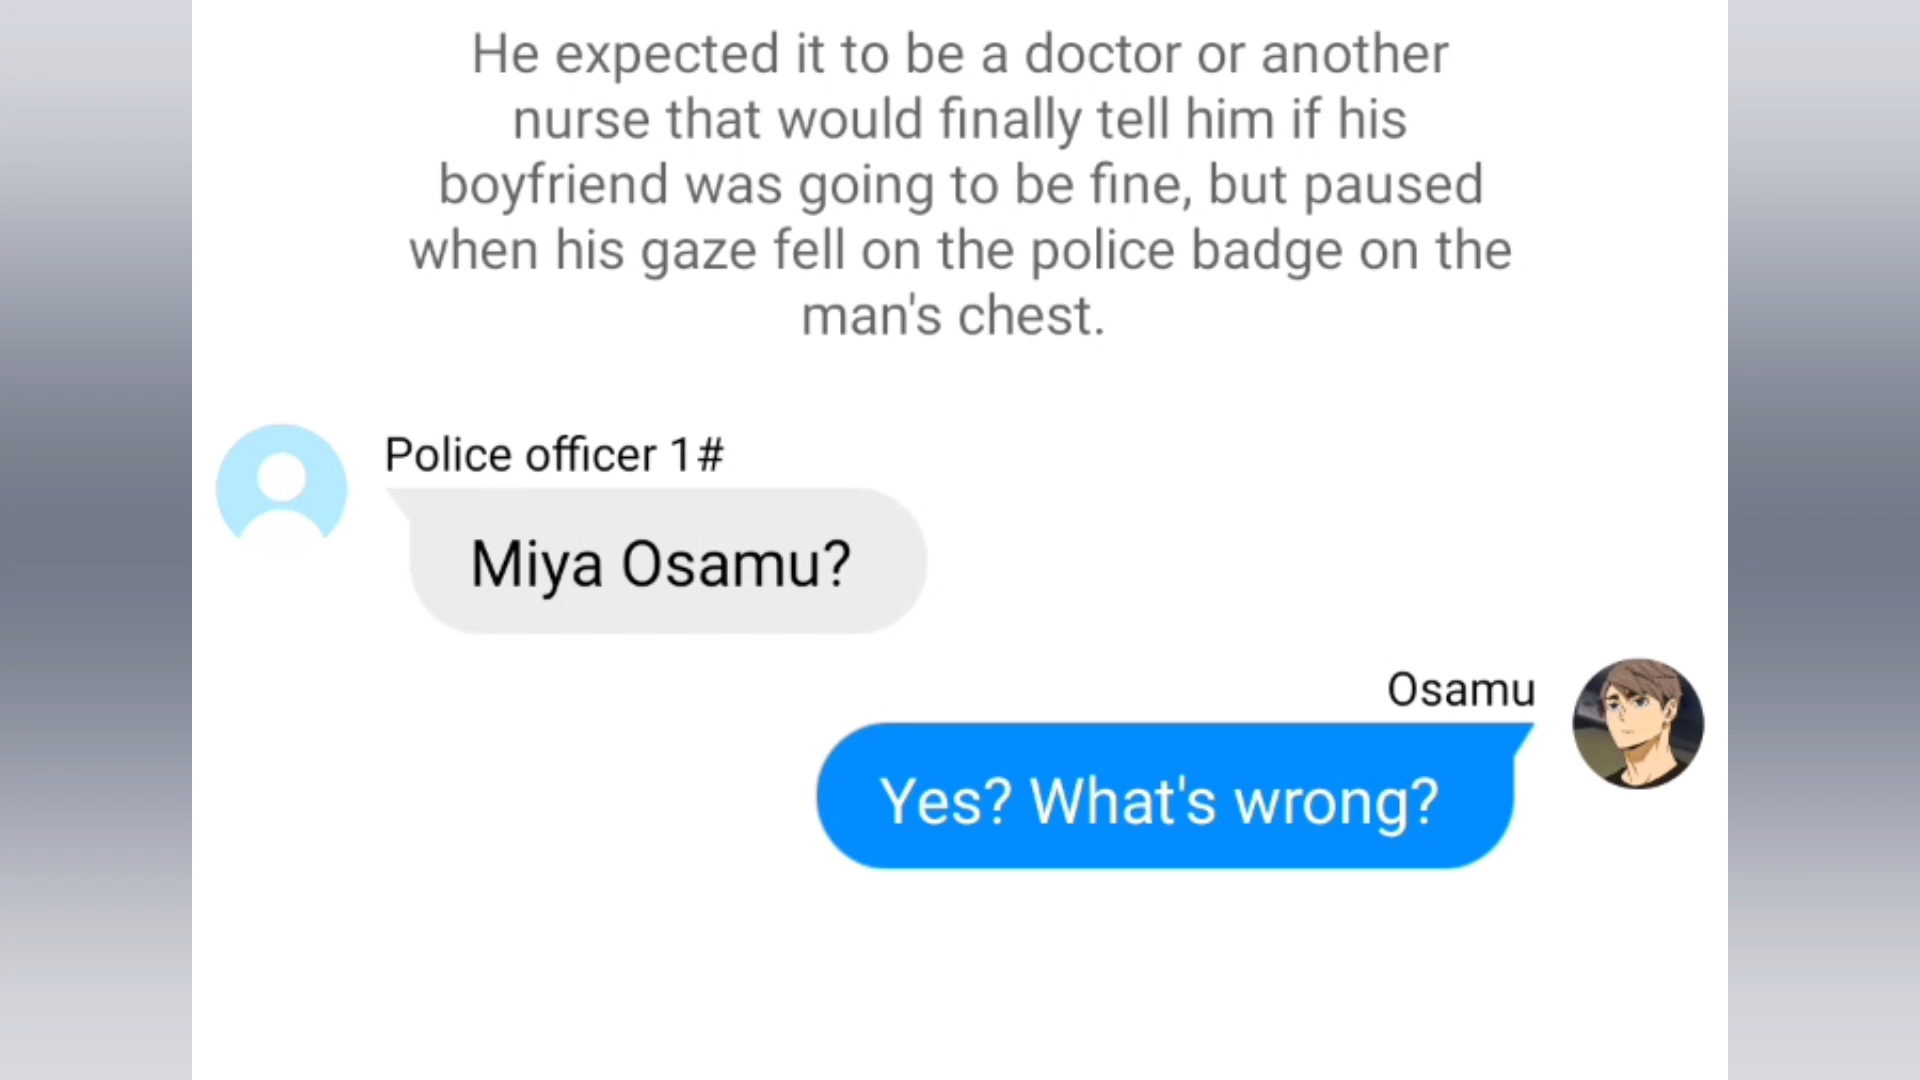 He expected it to be a doctor or another
nurse that would finally tell him if his
boyfriend was going to be fine, but paused
when his gaze fell on the police badge on the
man's chest.
Police officer 1#
Miya Osamu?
Osamu
Yes? What's wrong?